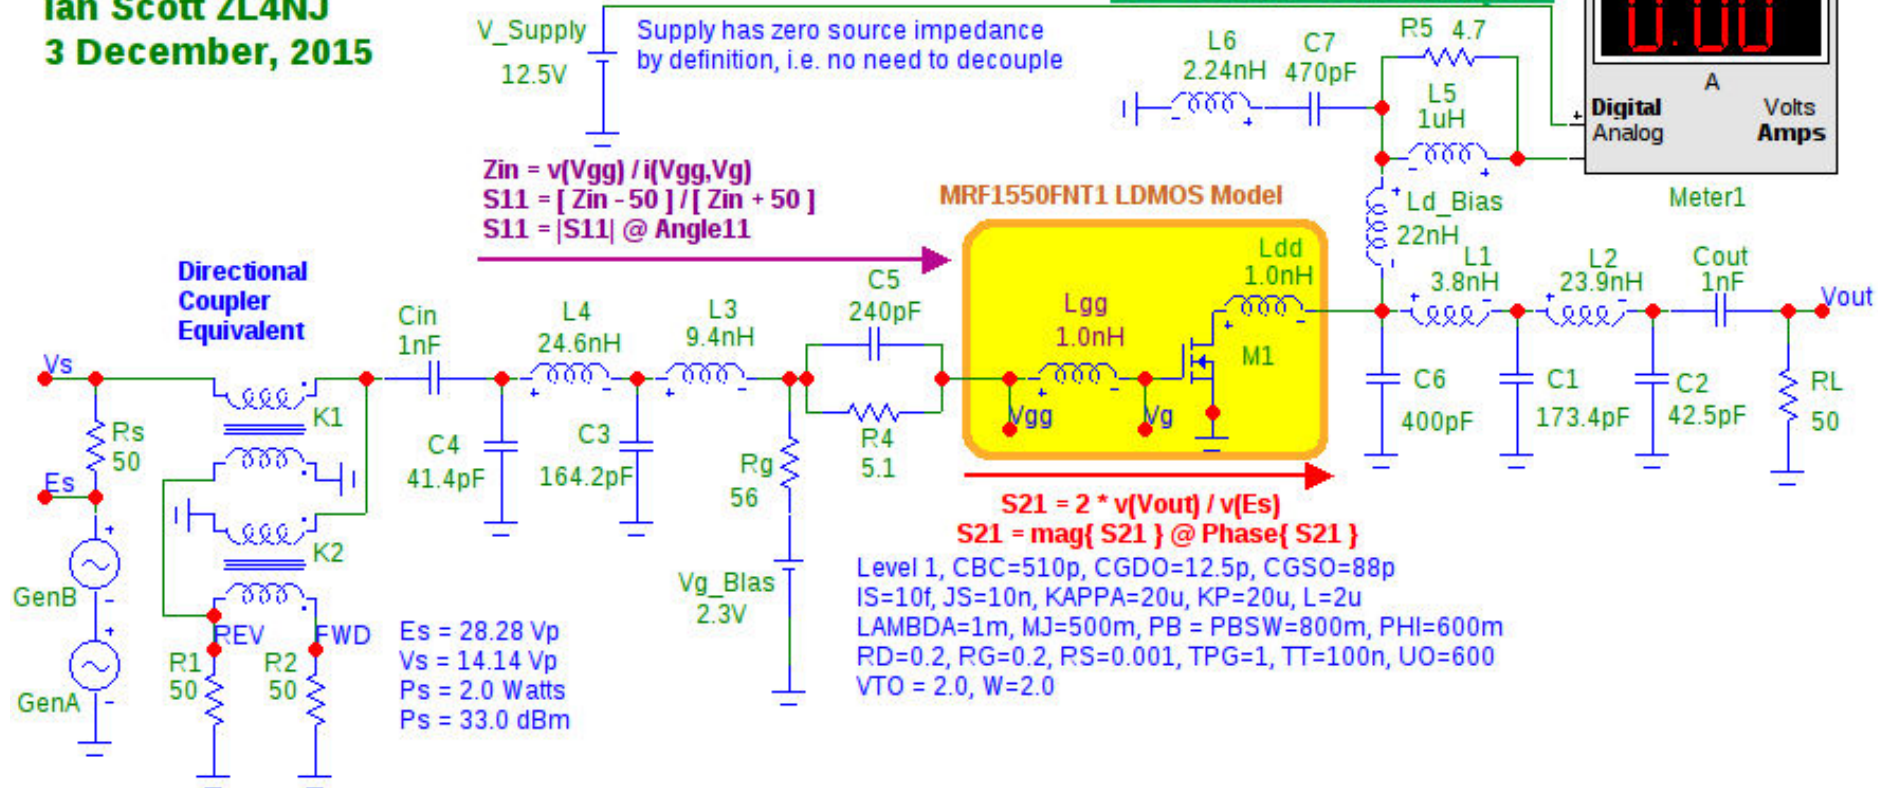 Ian Scott ZL4NJ
3 December, 2015
V_Supply
12.5V
Supply has zero source impedance
by definition, i.e. no need to decouple
L6
2.24nH
C7
470pF
R5 4.7
L5
1uH
0.00
A
Digital
Analog
Volts
Amps
+
Meter1
Zin = v(Vgg) / i(Vgg,Vg)
S11 = [ Zin - 50 ] / [ Zin + 50 ]
S11 = |S11| @ Angle11
MRF1550FNT1 LDMOS Model
Ld_Bias
22nH
Directional
Coupler
Equivalent
Cin
1nF
L4
24.6nH
L3
9.4nH
C5
240pF
Lgg
1.0nH
Ldd
1.0nH
M1
L1
3.8nH
L2
23.9nH
Cout
1nF
Vout
Vs
Rs
50
Es
K1
K2
C4
41.4pF
C3
164.2pF
Rg
56
R4
5.1
Vgg
Vg
C6
400pF
C1
173.4pF
C2
42.5pF
RL
50
S21 = 2 * v(Vout) / v(Es)
S21 = mag{ S21 } @ Phase{ S21 }
GenB
GenA
REV
FWD
R1
50
R2
50
Es = 28.28 Vp
Vs = 14.14 Vp
Ps = 2.0 Watts
Ps = 33.0 dBm
Vg_BIas
2.3V
Level 1, CBC=510p, CGDO=12.5p, CGSO=88p
IS=10f, JS=10n, KAPPA=20u, KP=20u, L=2u
LAMBDA=1m, MJ=500m, PB = PBSW=800m, PHI=600m
RD=0.2, RG=0.2, RS=0.001, TPG=1, TT=100n, UO=600
VTO = 2.0, W=2.0